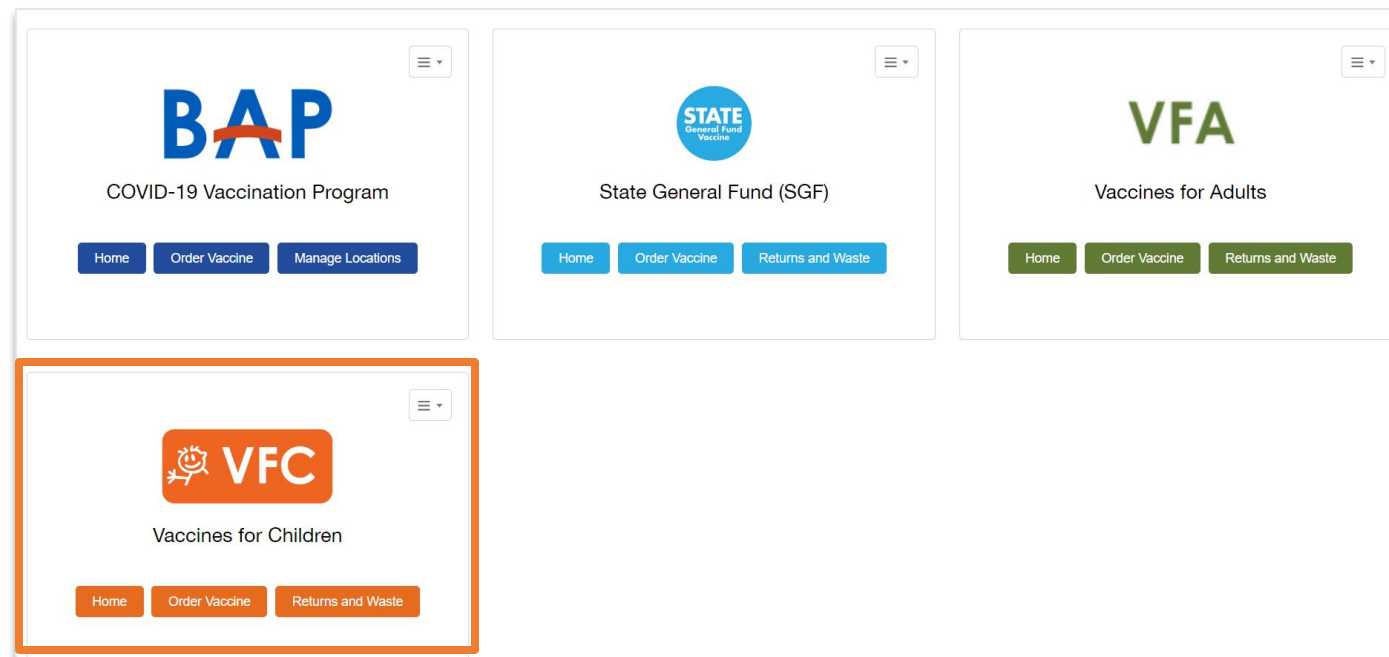 BAP
COVID-19 Vaccination Program
Home Order Vaccine Manage Locations
STATE
General Fund
Vaccine
State General Fund (SGF)
Home Order Vaccine Returns and Waste
VFA
Vaccines for Adults
Home Order Vaccine Returns and Waste
VFC
Vaccines for Children
Home Order Vaccine Returns and Waste